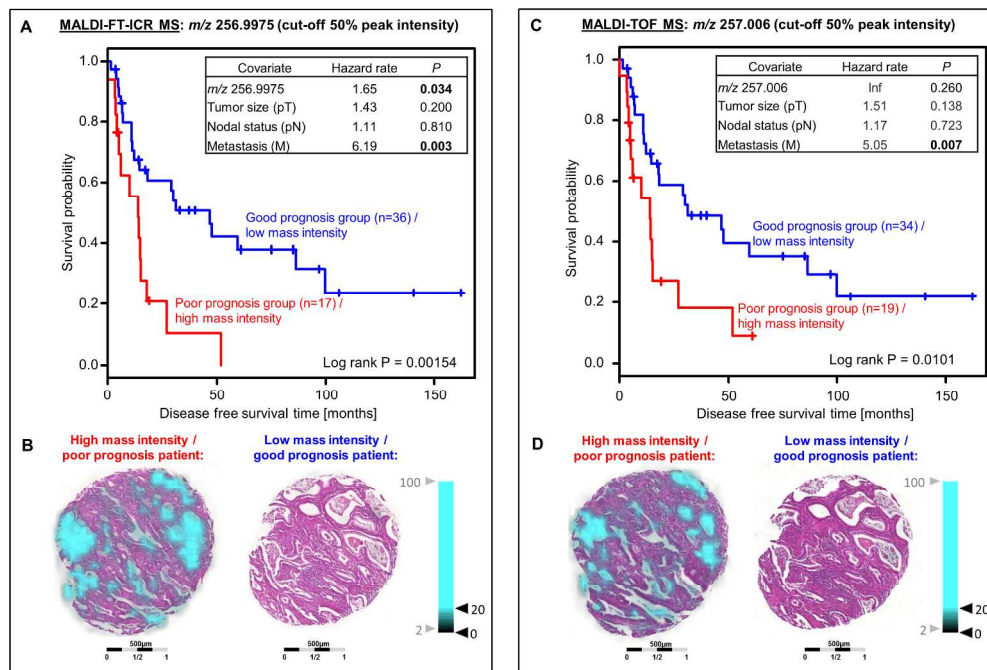 A
MALDI-FT-ICR MS: m/z 256.9975 (cut-off 50% peak intensity)
Survival probability
1.0
0.8
0.6
0.4
0.2
0.0
Covariate Hazard rate P
m/z 256.9975 1.65 0.034
Tumor size (pT) 1.43 0.200
Nodal status (pN) 1.11 0.810
Metastasis (M) 6.19 0.003
Good prognosis group (n=36) /
low mass intensity
Poor prognosis group (n=17) /
high mass intensity
Log rank P = 0.00154
0 50 100 150
Disease free survival time [months]
B
High mass intensity /
poor prognosis patient:
Low mass intensity /
good prognosis patient:
100
20
2
0
500µm
0 1/2 1
500µm
0 1/2 1
C
MALDI-TOF MS: m/z 257.006 (cut-off 50% peak intensity)
Survival probability
1.0
0.8
0.6
0.4
0.2
0.0
Covariate Hazard rate P
m/z 257.006 Inf 0.260
Tumor size (pT) 1.51 0.138
Nodal status (pN) 1.17 0.723
Metastasis (M) 5.05 0.007
Good prognosis group (n=34) /
low mass intensity
Poor prognosis group (n=19) /
high mass intensity
Log rank P = 0.0101
0 50 100 150
Disease free survival time [months]
D
High mass intensity /
poor prognosis patient:
Low mass intensity /
good prognosis patient:
100
20
2
0
500µm
0 1/2 1
500µm
0 1/2 1